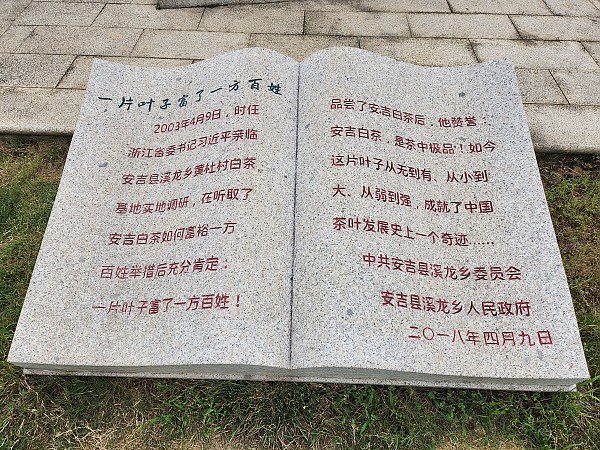 一片叶子富了一方百姓
2003年4月9日，时任
浙江省委书记习近平亲临
安吉县溪龙乡黄杜村白茶
基地实地调研，在听取了
安吉白茶如何富裕一方
百姓举措后充分肯定：
一片叶子富了一方百姓！
品尝了安吉白茶后，他赞誉：
安吉白茶，是茶中极品！如今
这片叶子从无到有、从小到
大、从弱到强，成就了中国
茶叶发展史上一个奇迹……
中共安吉县溪龙乡委员会
安吉县溪龙乡人民政府
二〇一八年四月九日